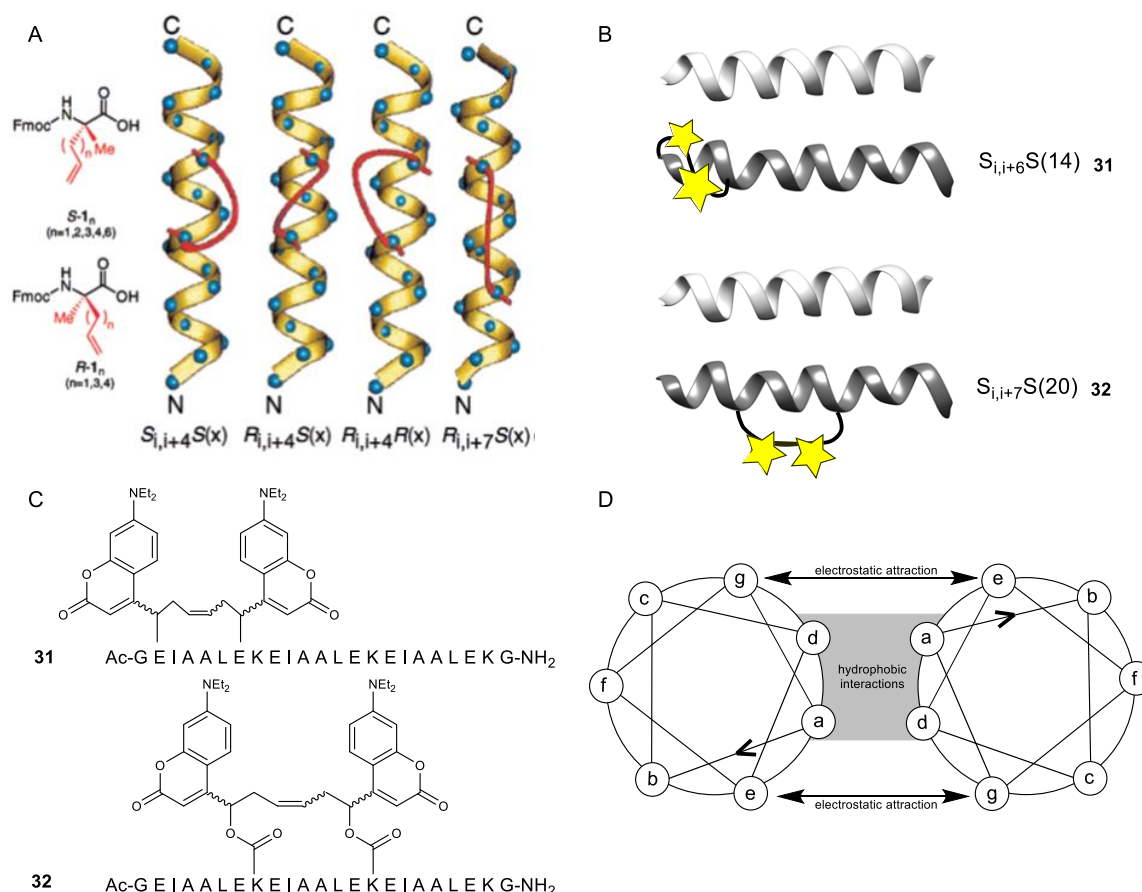 A
C C C C
H
N
O
OH
Fmoc
( )n
Me
S-1n
(n=1,2,3,4,6)
H
N
O
OH
Fmoc
Me
( )n
R-1n
(n=1,3,4)
N N N N
Si,i+4S(x) Ri,i+4S(x) Ri,i+4R(x) Ri,i+7S(x)
B
Si,i+6S(14) 31
Si,i+7S(20) 32
C
NEt2 NEt2
O O
O O
31 Ac-G E I A A L E K E I A A L E K E I A A L E K G-NH2
NEt2 NEt2
O O
O O
O O
O O
32 Ac-G E I A A L E K E I A A L E K E I A A L E K G-NH2
D
electrostatic attraction
g e
c b
d a
f hydrophobic f
interactions
a d
b c
e g
electrostatic attraction